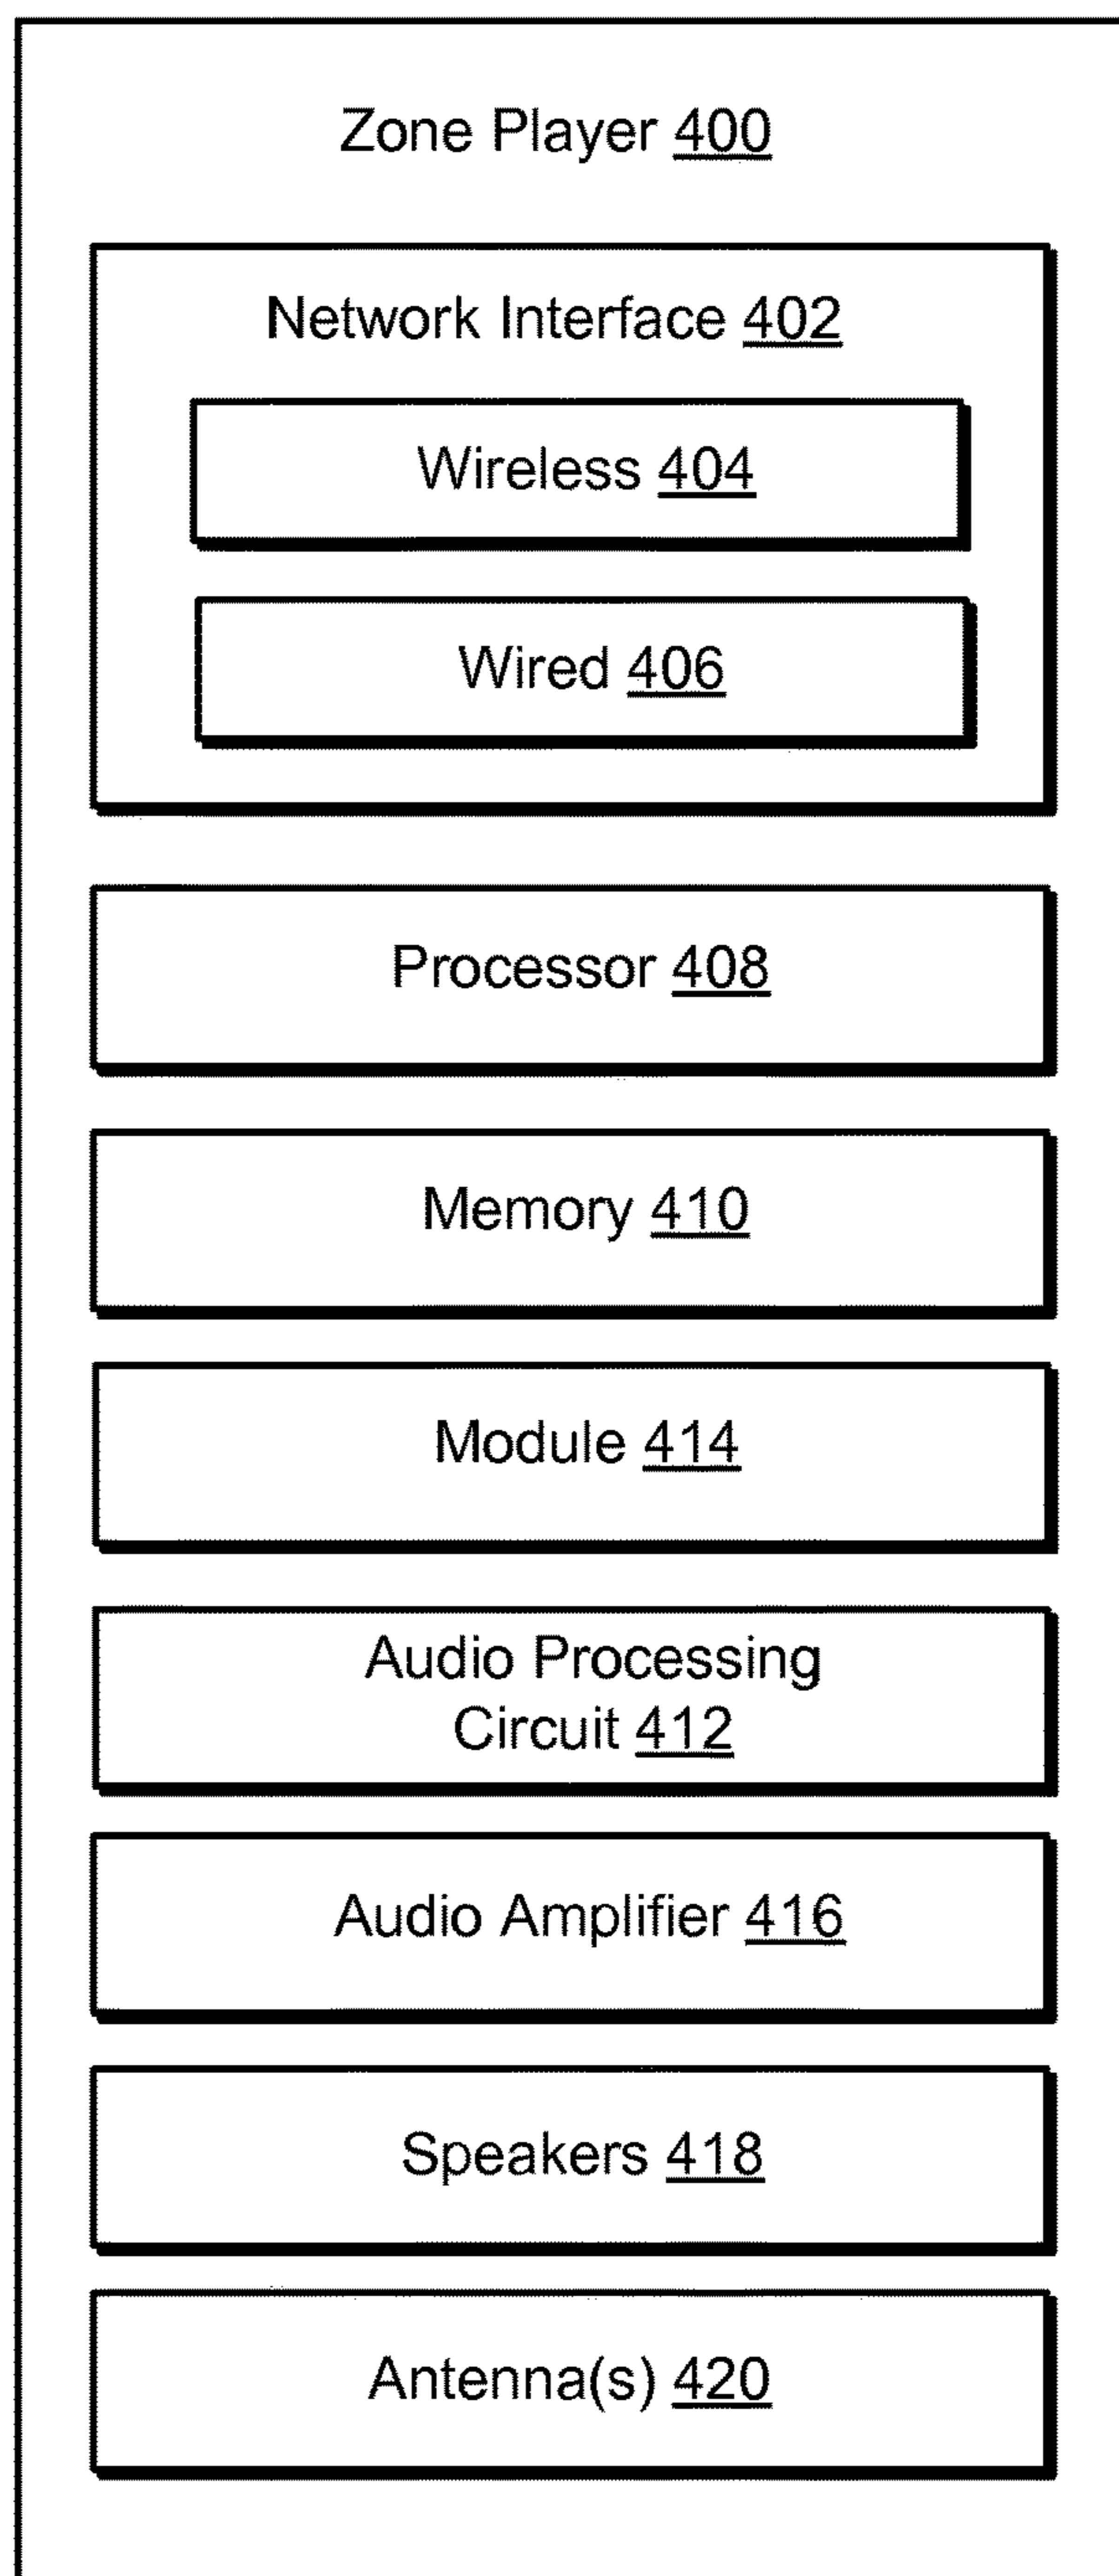 Zone Player 400
Network Interface 402
Wireless 404
Wired 406
Processor 408
Memory 410
Module 414
Audio Processing
Circuit 412
Audio Amplifier 416
Speakers 418
Antenna(s) 420